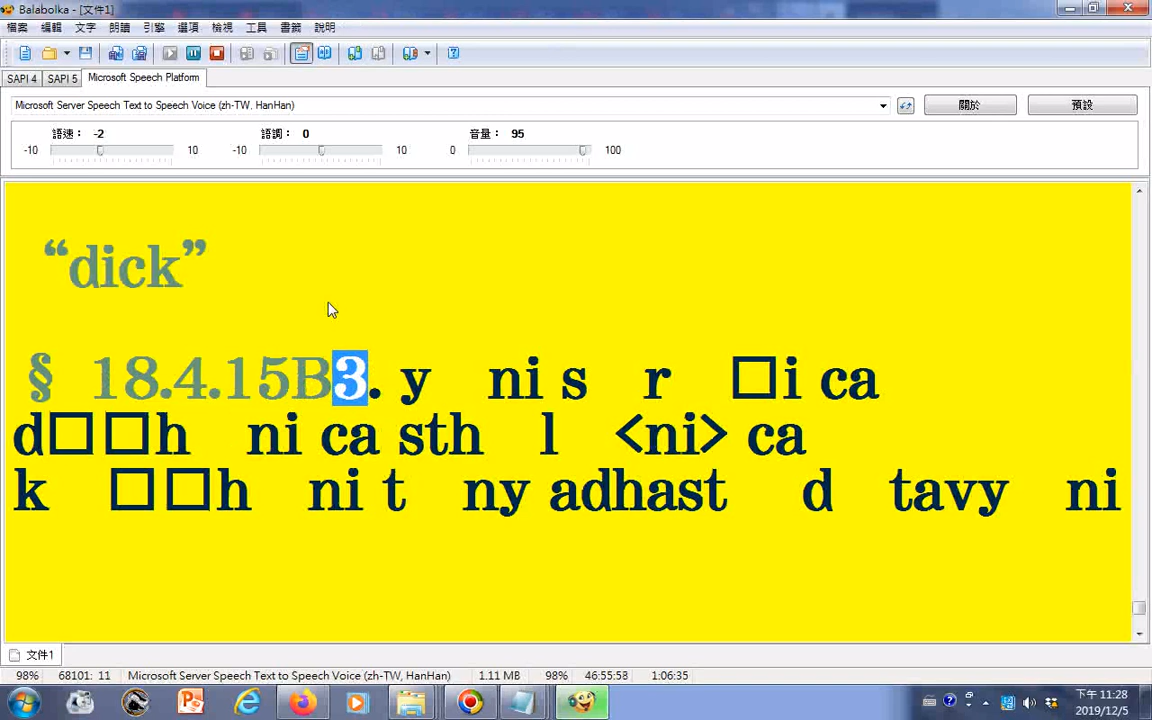 Balabolka - [文件1]
檔案 編輯 文字 朗讀 引擎 選項 檢視 工具 書籤 說明
SAPI 4 SAPI 5 Microsoft Speech Platform
Microsoft Server Speech Text to Speech Voice (zh-TW, HanHan) 關於 預設
語速： -2 語調： 0 音量： 95
-10 10 -10 10 0 100
“dick”
§ 18.4.15B3. y ni s r □i ca
d□□h ni ca sth l <ni> ca
k □□h ni t ny adhast d tavy ni
文件1
98% 68101: 11 Microsoft Server Speech Text to Speech Voice (zh-TW, HanHan) 1.11 MB 98% 46:55:58 1:06:35
下午 11:28
2019/12/5